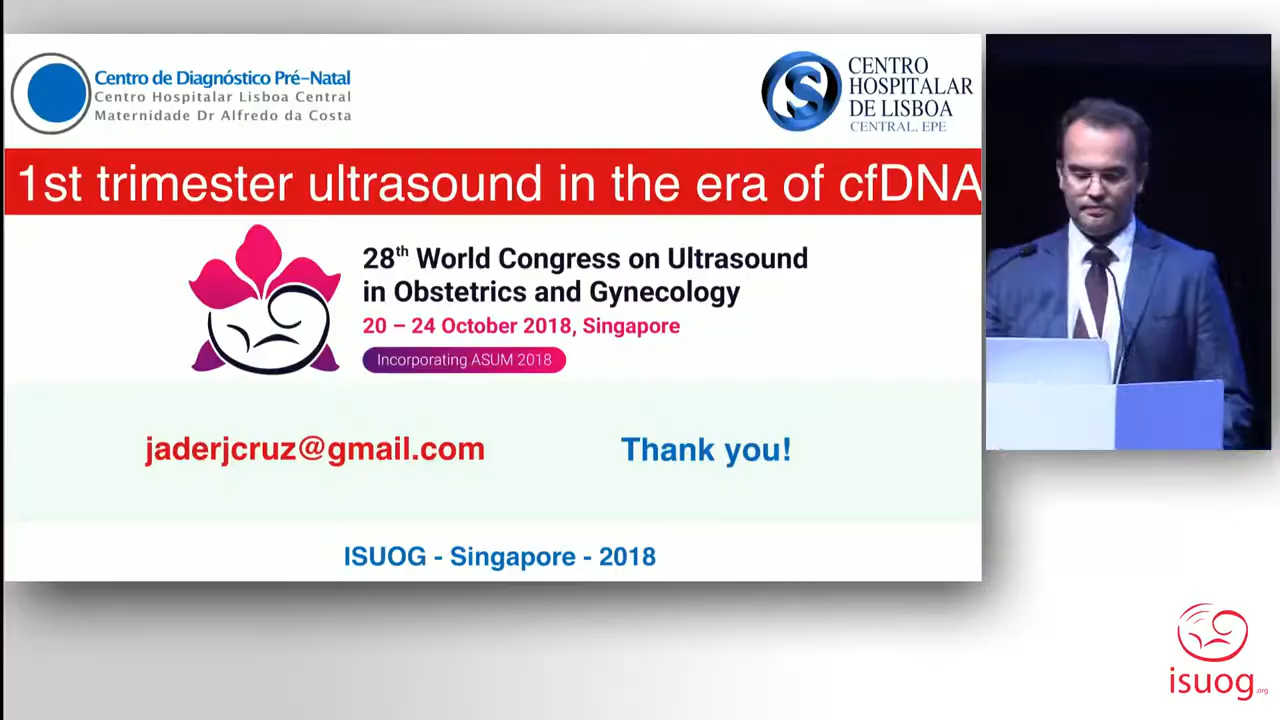 Centro de Diagnóstico Pré-Natal
Centro Hospitalar Lisboa Central
Maternidade Dr Alfredo da Costa
CENTRO
HOSPITALAR
DE LISBOA
CENTRAL, EPE
1st trimester ultrasound in the era of cfDNA
28th World Congress on Ultrasound
in Obstetrics and Gynecology
20 – 24 October 2018, Singapore
Incorporating ASUM 2018
jaderjcruz@gmail.com
Thank you!
ISUOG - Singapore - 2018
isuog.org